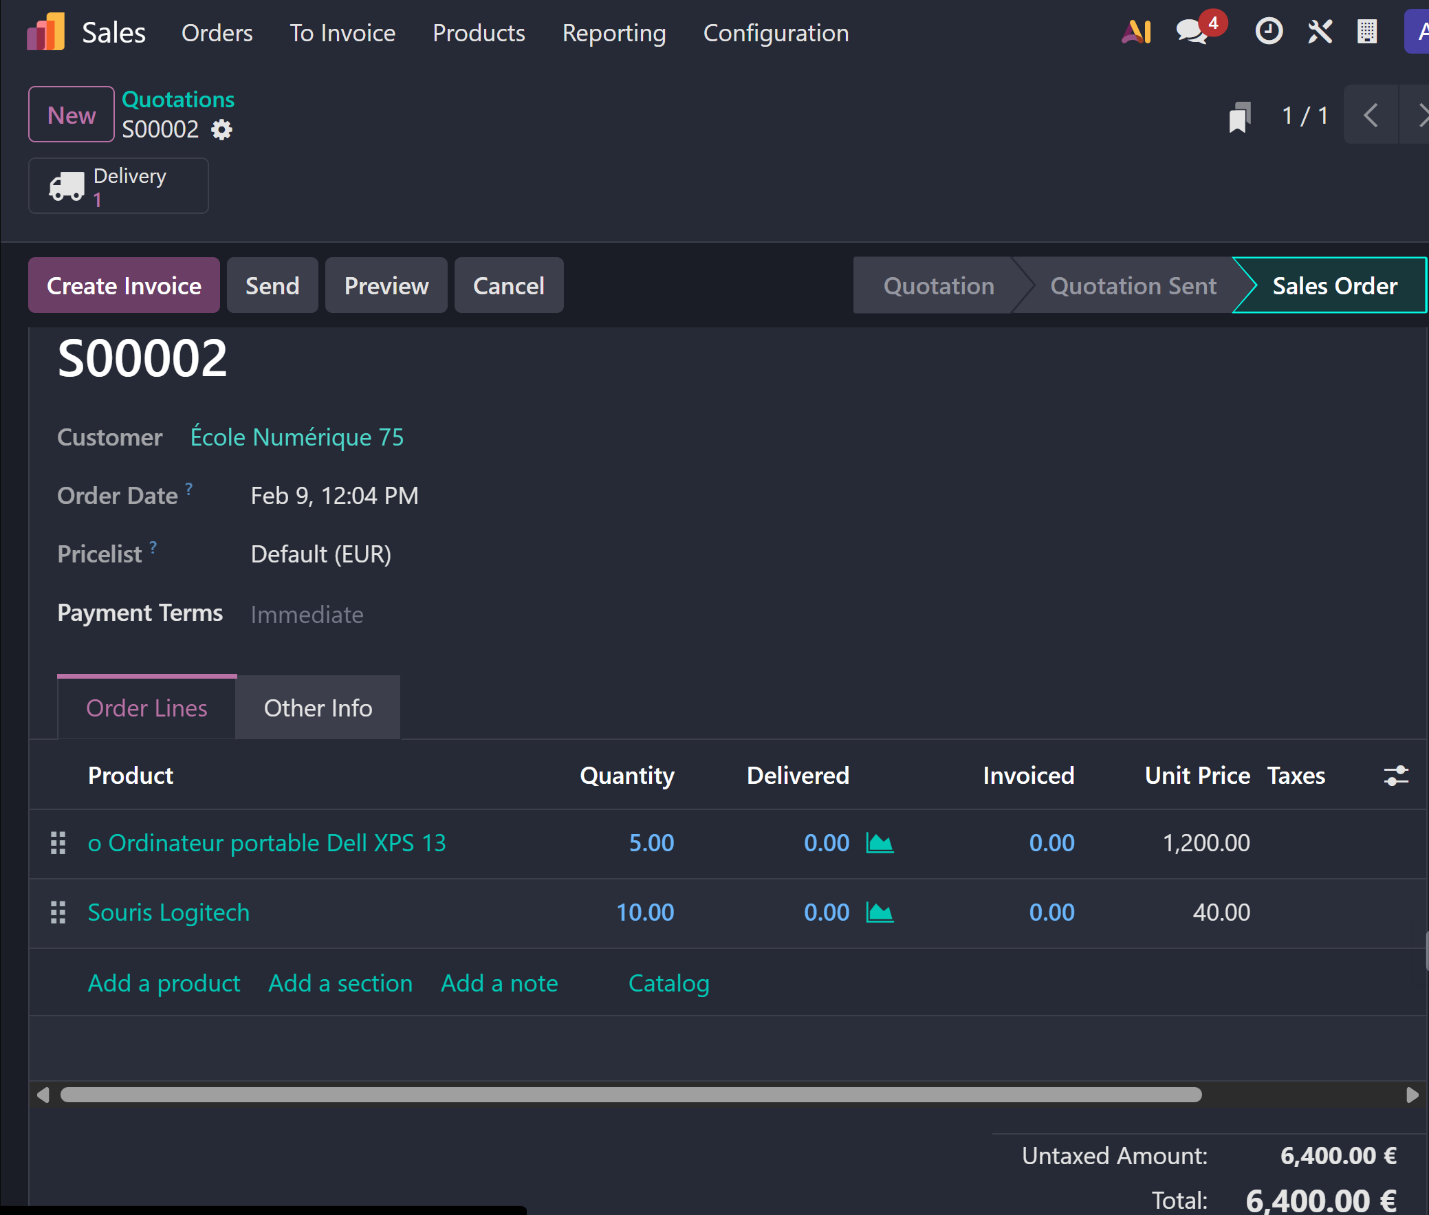 Sales Orders To Invoice Products Reporting Configuration AI 4 A
New Quotations
S00002
1 / 1
Delivery
1
Create Invoice Send Preview Cancel Quotation Quotation Sent Sales Order
S00002
Customer École Numérique 75
Order Date ? Feb 9, 12:04 PM
Pricelist ? Default (EUR)
Payment Terms Immediate
Order Lines Other Info
Product Quantity Delivered Invoiced Unit Price Taxes
o Ordinateur portable Dell XPS 13 5.00 0.00 0.00 1,200.00
Souris Logitech 10.00 0.00 0.00 40.00
Add a product Add a section Add a note Catalog
Untaxed Amount: 6,400.00 €
Total: 6,400.00 €